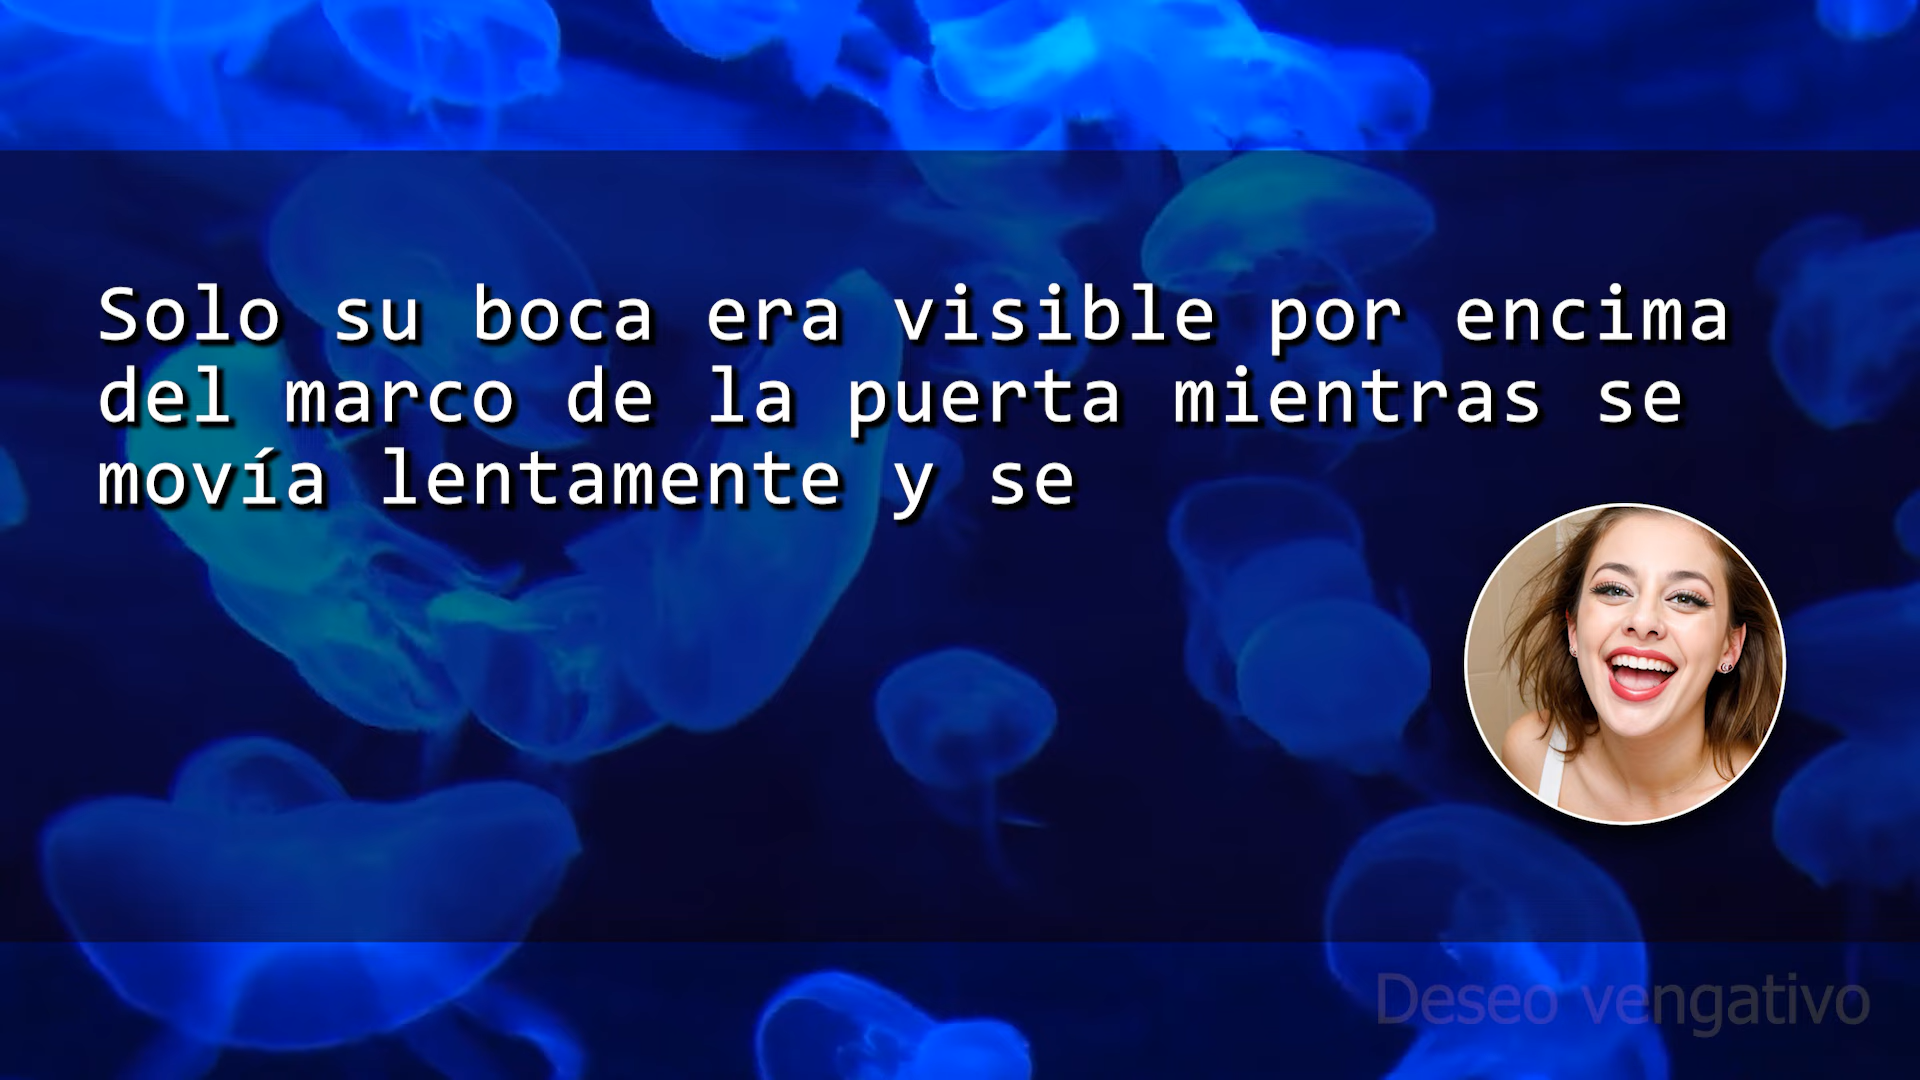 Solo su boca era visible por encima
del marco de la puerta mientras se
movía lentamente y se
Deseo vengativo